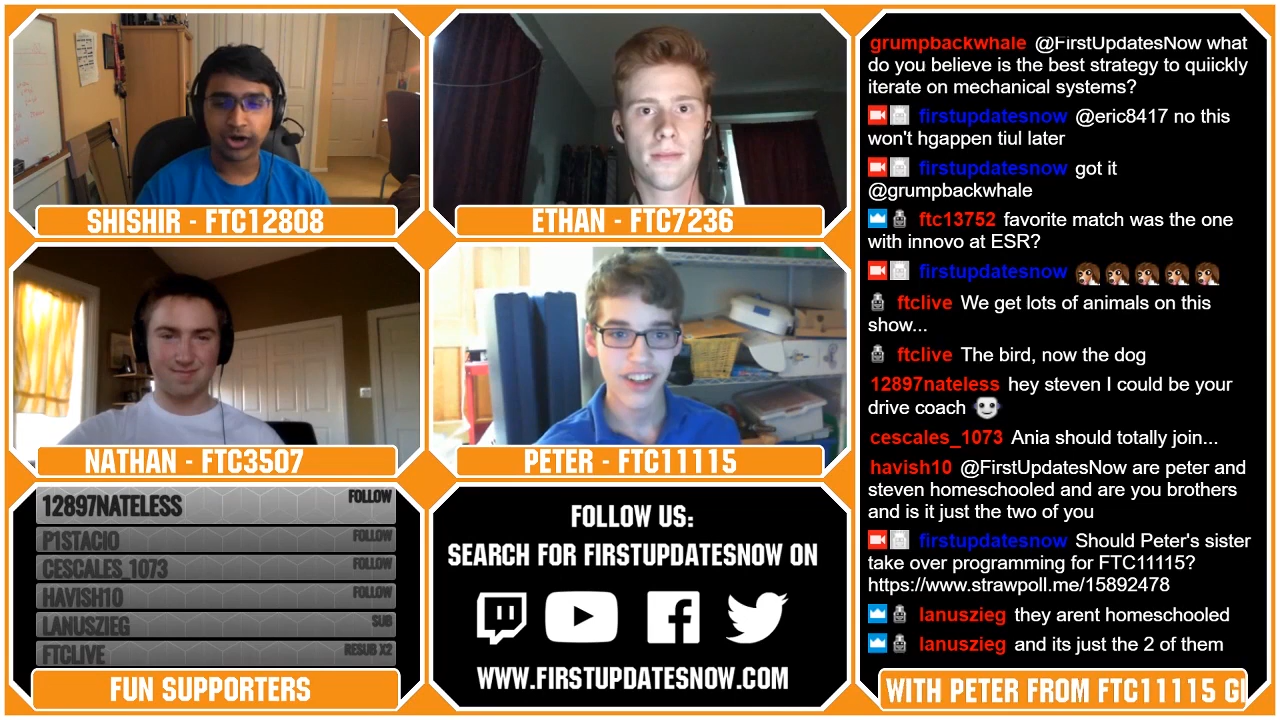 SHISHIR - FTC12808
ETHAN - FTC7236
NATHAN - FTC3507
PETER - FTC11115
12897NATELESS FOLLOW
P1STACIO FOLLOW
CESCALES_1073 FOLLOW
HAVISH10 FOLLOW
LANUSZIEG SUB
FTCLIVE RESUB X2
FUN SUPPORTERS
FOLLOW US:
SEARCH FOR FIRSTUPDATESNOW ON
WWW.FIRSTUPDATESNOW.COM
grumpbackwhale @FirstUpdatesNow what
do you believe is the best strategy to quiickly
iterate on mechanical systems?
firstupdatesnow @eric8417 no this
won't hgappen tiul later
firstupdatesnow got it
@grumpbackwhale
ftc13752 favorite match was the one
with innovo at ESR?
firstupdatesnow
ftclive We get lots of animals on this
show...
ftclive The bird, now the dog
12897nateless hey steven I could be your
drive coach
cescales_1073 Ania should totally join...
havish10 @FirstUpdatesNow are peter and
steven homeschooled and are you brothers
and is it just the two of you
firstupdatesnow Should Peter's sister
take over programming for FTC11115?
https://www.strawpoll.me/15892478
lanuszieg they arent homeschooled
lanuszieg and its just the 2 of them
WITH PETER FROM FTC11115 GI